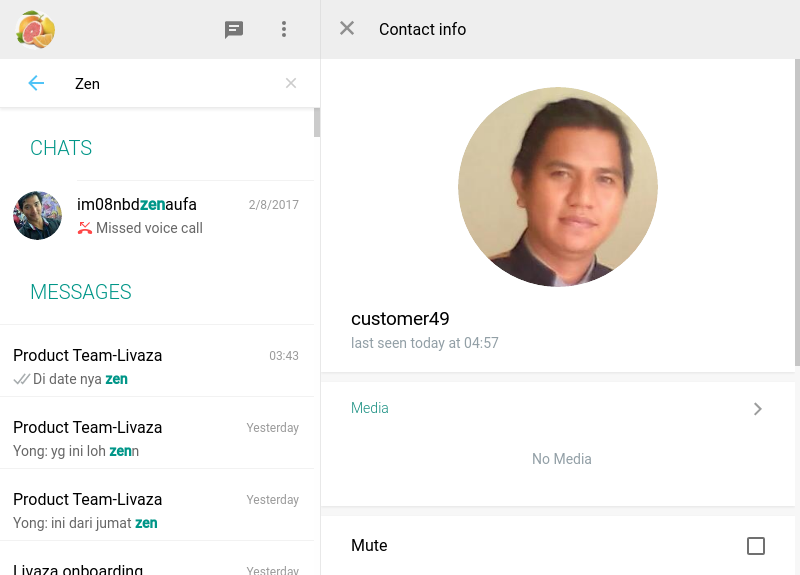 Zen
CHATS
im08nbdzenaufa 2/8/2017
Missed voice call
MESSAGES
Product Team-Livaza 03:43
Di date nya zen
Product Team-Livaza Yesterday
Yong: yg ini loh zenn
Product Team-Livaza Yesterday
Yong: ini dari jumat zen
Livaza onboarding Yesterday
Contact info
customer49
last seen today at 04:57
Media
No Media
Mute